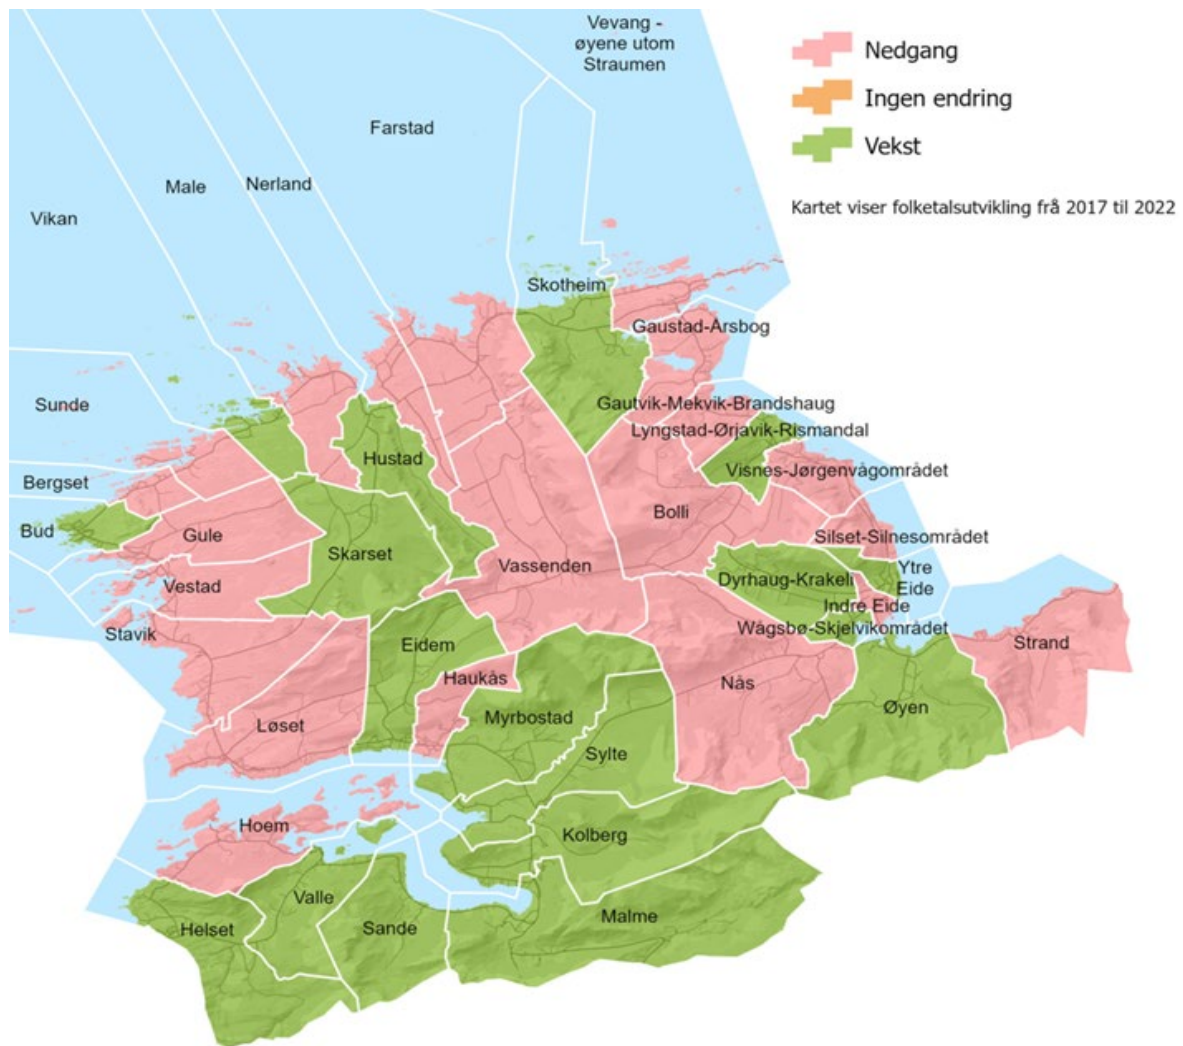 Vevang -
øyene utom
Straumen
Nedgang
Ingen endring
Vekst
Kartet viser folketalsutvikling frå 2017 til 2022
Farstad
Male
Nerland
Vikan
Skotheim
Gaustad-Årsbog
Sunde
Gautvik-Mekvik-Brandshaug
Lyngstad-Ørjavik-Rismandal
Hustad
Visnes-Jørgenvågområdet
Bergset
Bolli
Bud
Gule
Silset-Silnesområdet
Skarset
Vassenden
Ytre
Eide
Dyrhaug-Krakeli
Vestad
Indre Eide
Stavik
Vågsbø-Skjelvikområdet
Eidem
Strand
Haukås
Nås
Øyen
Løset
Myrbostad
Sylte
Hoem
Kolberg
Valle
Malme
Helset
Sande